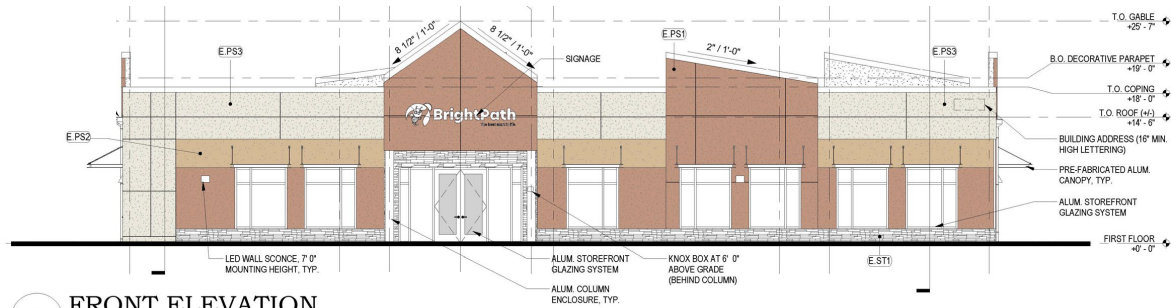 T.O. GABLE
+25' - 7"
8 1/2" / 1'-0"
8 1/2" / 1'-0"
E.PS3
SIGNAGE
E.PS1
2" / 1'-0"
E.PS3
B.O. DECORATIVE PARAPET
+19' - 0"
T.O. COPING
+18' - 0"
T.O. ROOF (+/-)
+14' - 6"
BrightPath
E.PS2
BUILDING ADDRESS (16" MIN.
HIGH LETTERING)
PRE-FABRICATED ALUM.
CANOPY, TYP.
ALUM. STOREFRONT
GLAZING SYSTEM
FIRST FLOOR
+0' - 0"
LED WALL SCONCE, 7' 0"
MOUNTING HEIGHT, TYP.
ALUM. STOREFRONT
GLAZING SYSTEM
KNOX BOX AT 6' 0"
ABOVE GRADE
(BEHIND COLUMN)
E.ST1
ALUM. COLUMN
ENCLOSURE, TYP.
FRONT ELEVATION